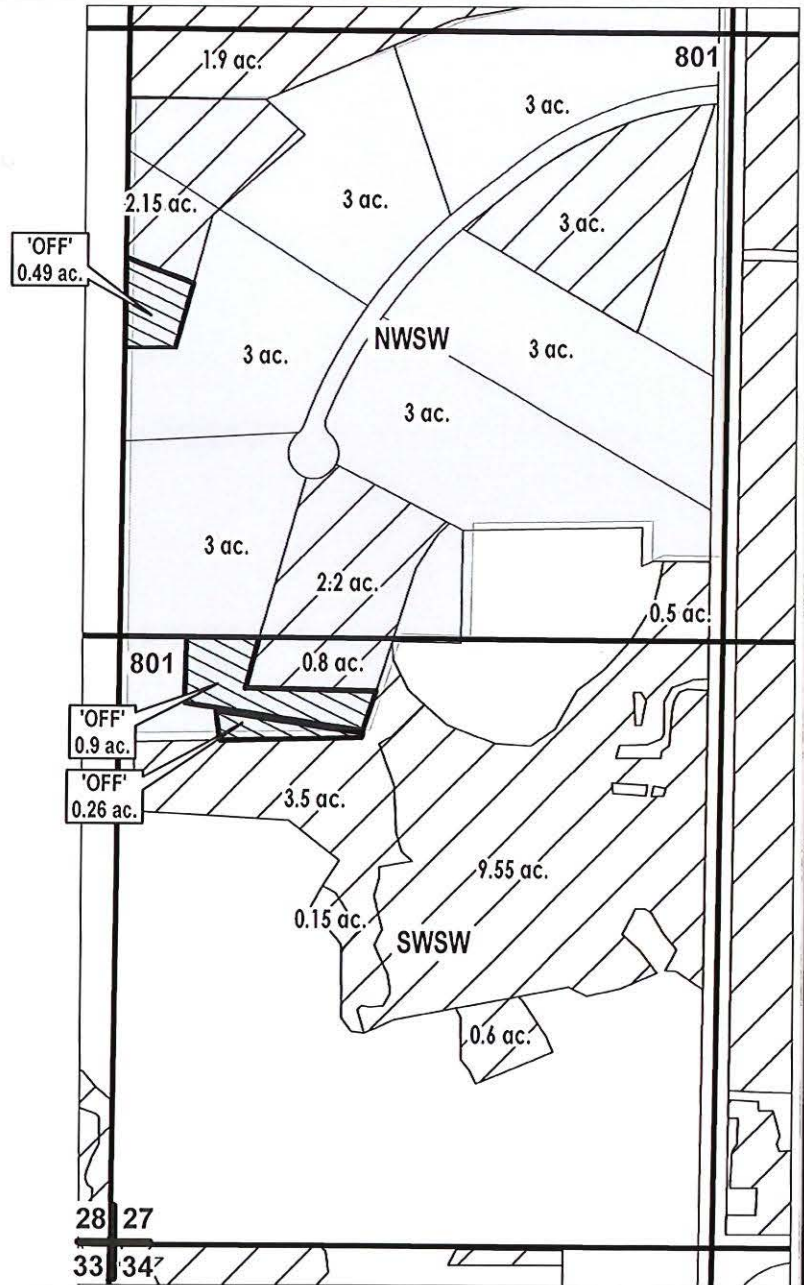 1.9 ac.
801
3 ac.
2.15 ac.
3 ac.
3 ac.
'OFF'
0.49 ac.
NWSW
3 ac.
3 ac.
3 ac.
3 ac.
2.2 ac.
0.5 ac.
801
0.8 ac.
'OFF'
0.9 ac.
'OFF'
0.26 ac.
3.5 ac.
9.55 ac.
0.15 ac.
SWSW
0.6 ac.
28 27
33 34